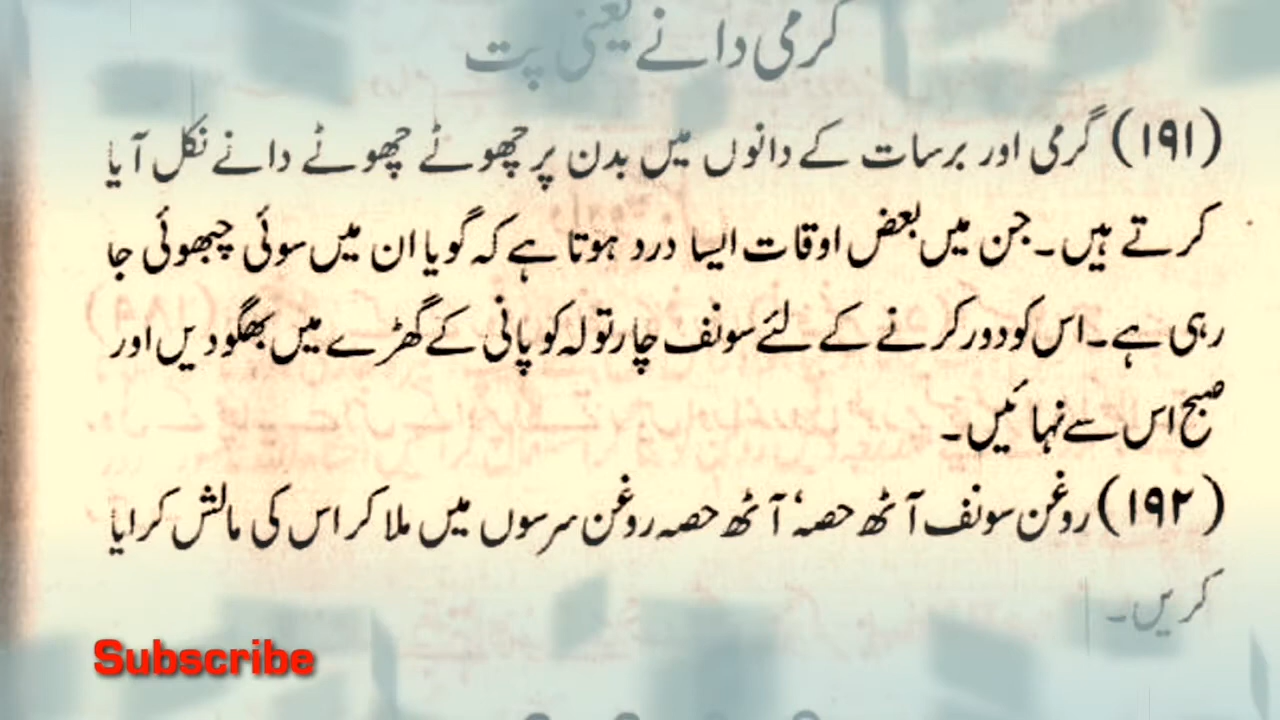 گرمی دانے یعنی پت
(۱۹۱) گرمی اور برسات کے دانوں میں بدن پر چھوٹے چھوٹے دانے نکل آیا
کرتے ہیں۔ جن میں بعض اوقات ایسا درد ہوتا ہے کہ گویا ان میں سوئی چبھوئی جا
رہی ہے۔ اس کو دور کرنے کے لئے سونف چار تولہ کو پانی کے گھڑے میں بھگو دیں اور
صبح اس سے نہائیں۔
(۱۹۲) روغن سونف آٹھ حصہ‘ آٹھ حصہ روغن سرسوں میں ملا کر اس کی مالش کرایا
کریں۔
Subscribe